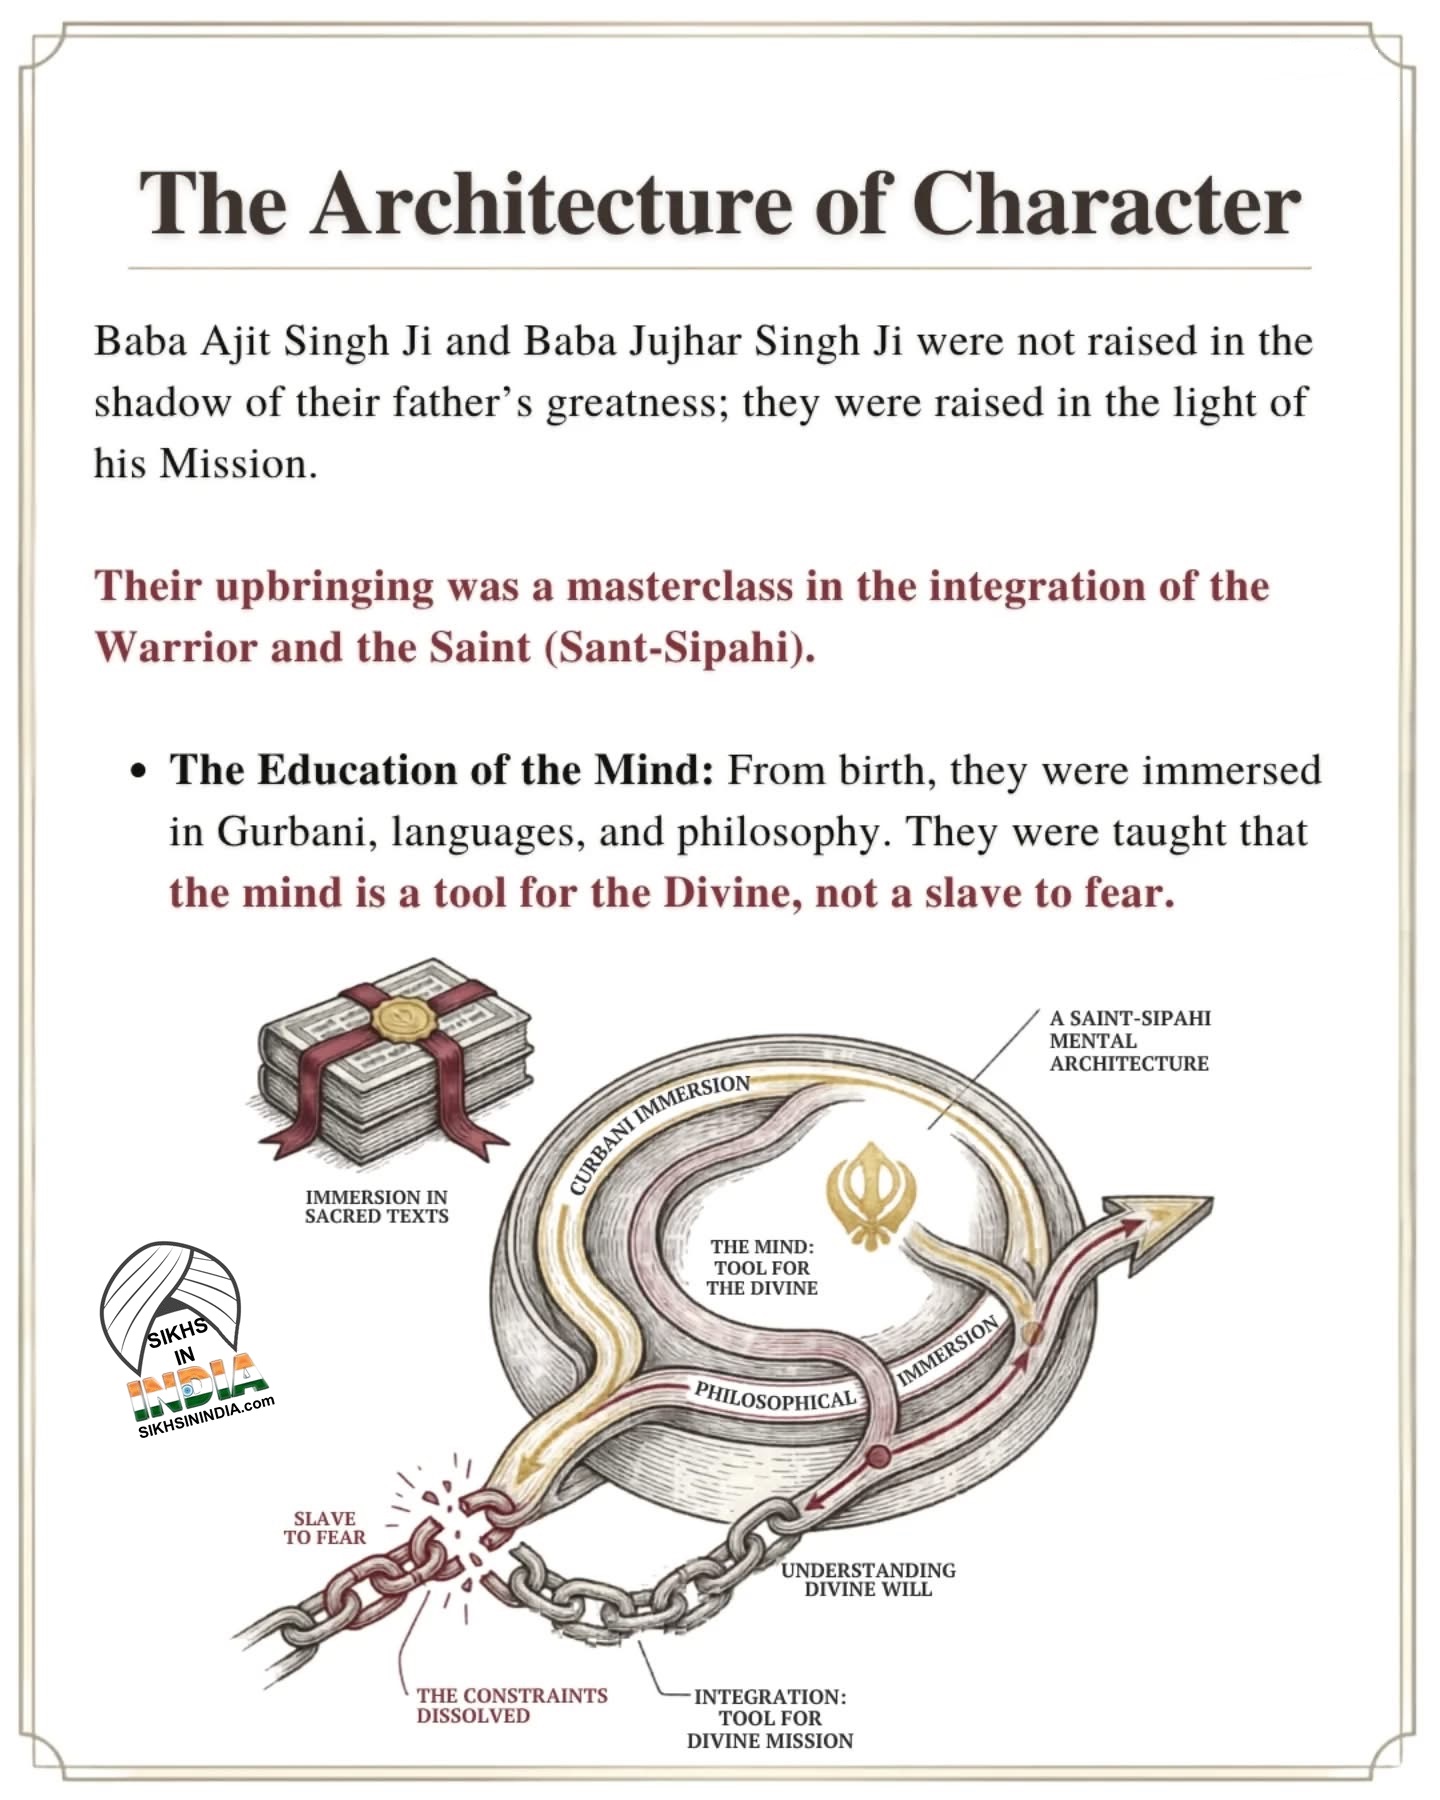 The Architecture of Character
Baba Ajit Singh Ji and Baba Jujhar Singh Ji were not raised in the
shadow of their father's greatness; they were raised in the light of
his Mission.
Their upbringing was a masterclass in the integration of the
Warrior and the Saint (Sant-Sipahi).
• The Education of the Mind: From birth, they were immersed
in Gurbani, languages, and philosophy. They were taught that
the mind is a tool for the Divine, not a slave to fear.
A SAINT-SIPAHI
MENTAL
ARCHITECTURE
CURBANI IMMERSION
IMMERSION IN
SACRED TEXTS
THE MIND:
TOOL FOR
THE DIVINE
PHILOSOPHICAL IMMERSION
SIKHS
IN
INDIA
SIKHSININDIA.com
SLAVE
TO FEAR
UNDERSTANDING
DIVINE WILL
THE CONSTRAINTS
DISSOLVED
INTEGRATION:
TOOL FOR
DIVINE MISSION